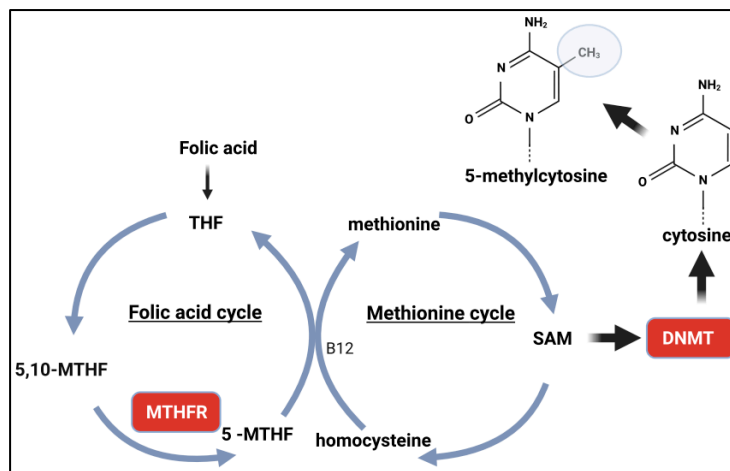 NH₂
CH₃
N
O
N
5-methylcytosine
NH₂
N
O
N
cytosine
Folic acid
THF
methionine
Folic acid cycle
Methionine cycle
B12
SAM
DNMT
5,10-MTHF
MTHFR
5 -MTHF
homocysteine